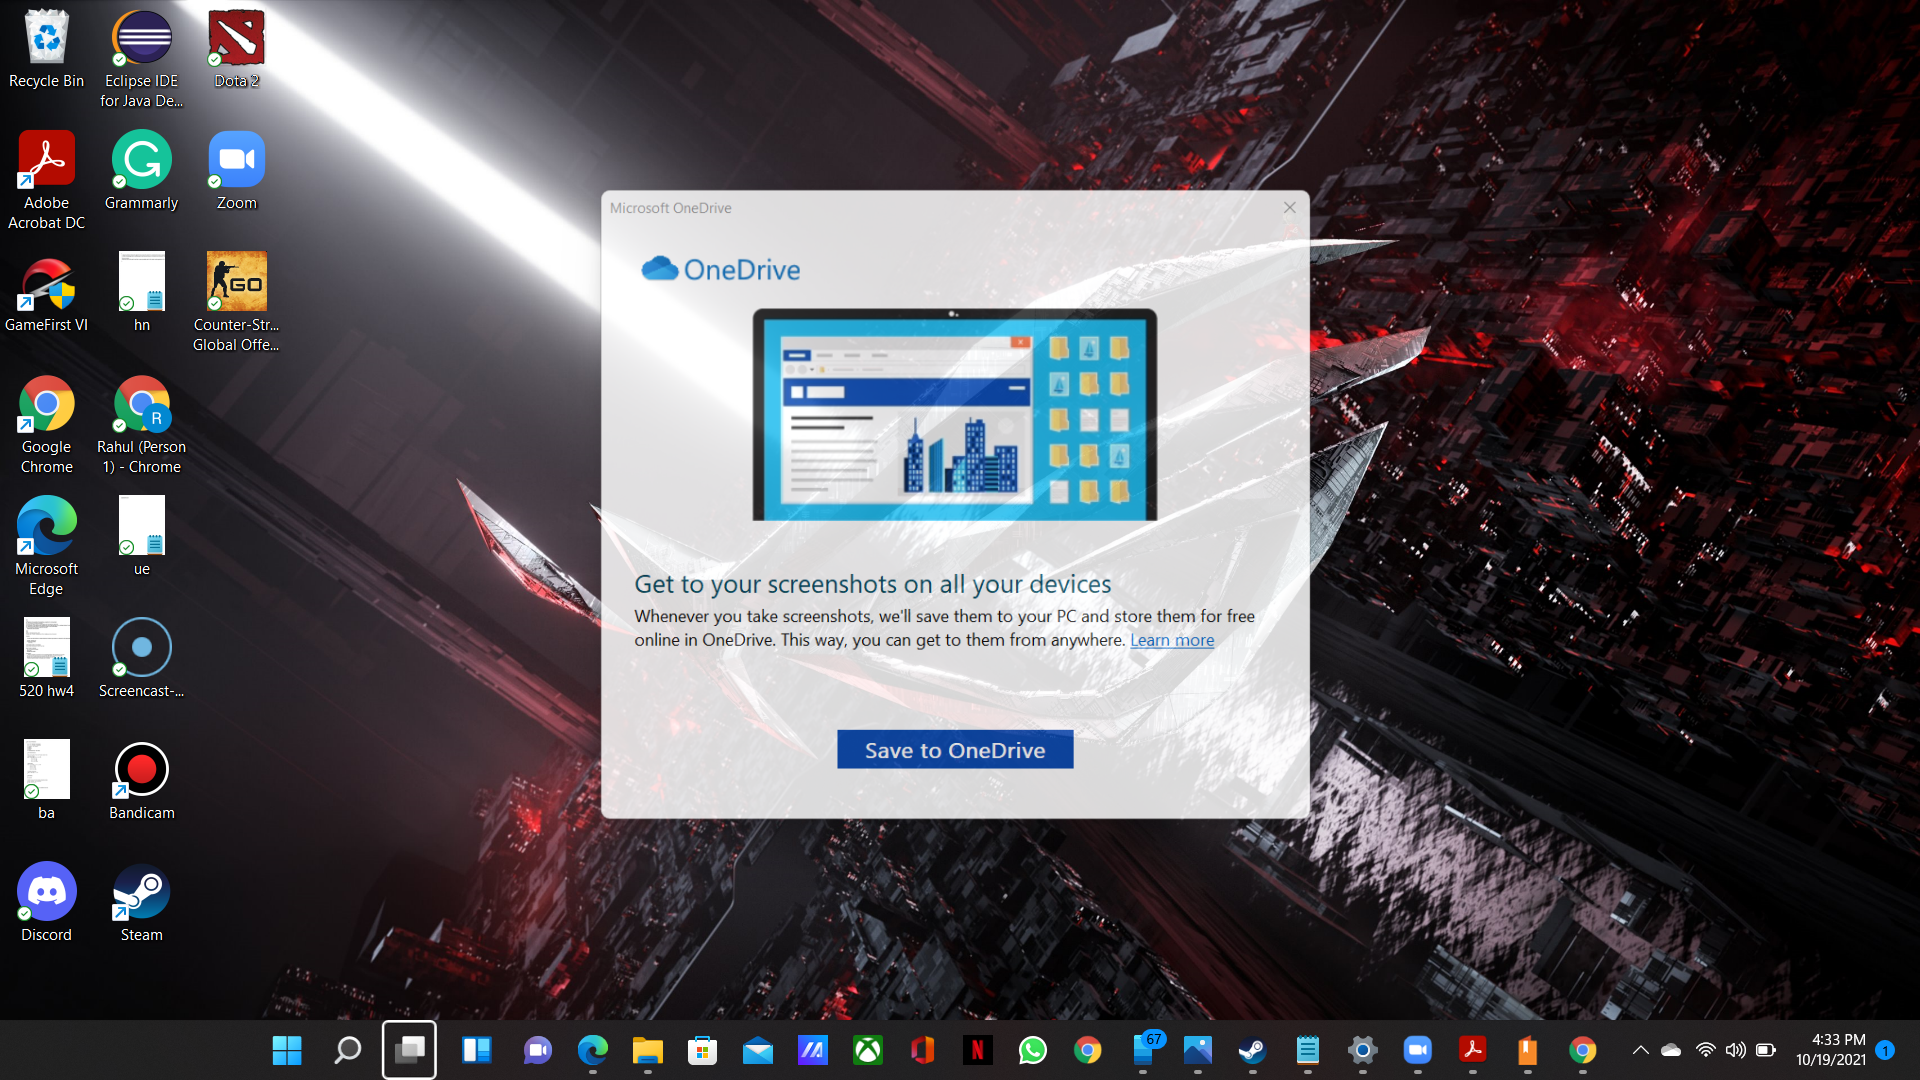 Recycle Bin
Eclipse IDE
for Java De...
Dota 2
Adobe
Acrobat DC
Grammarly
Zoom
GameFirst VI
hn
GO
Counter-Str...
Global Offe...
Google
Chrome
R
Rahul (Person
1) - Chrome
Microsoft
Edge
ue
520 hw4
Screencast-...
ba
Bandicam
Discord
Steam
Microsoft OneDrive
OneDrive
Get to your screenshots on all your devices
Whenever you take screenshots, we'll save them to your PC and store them for free
online in OneDrive. This way, you can get to them from anywhere. Learn more
Save to OneDrive
N
67
4:33 PM
10/19/2021
1